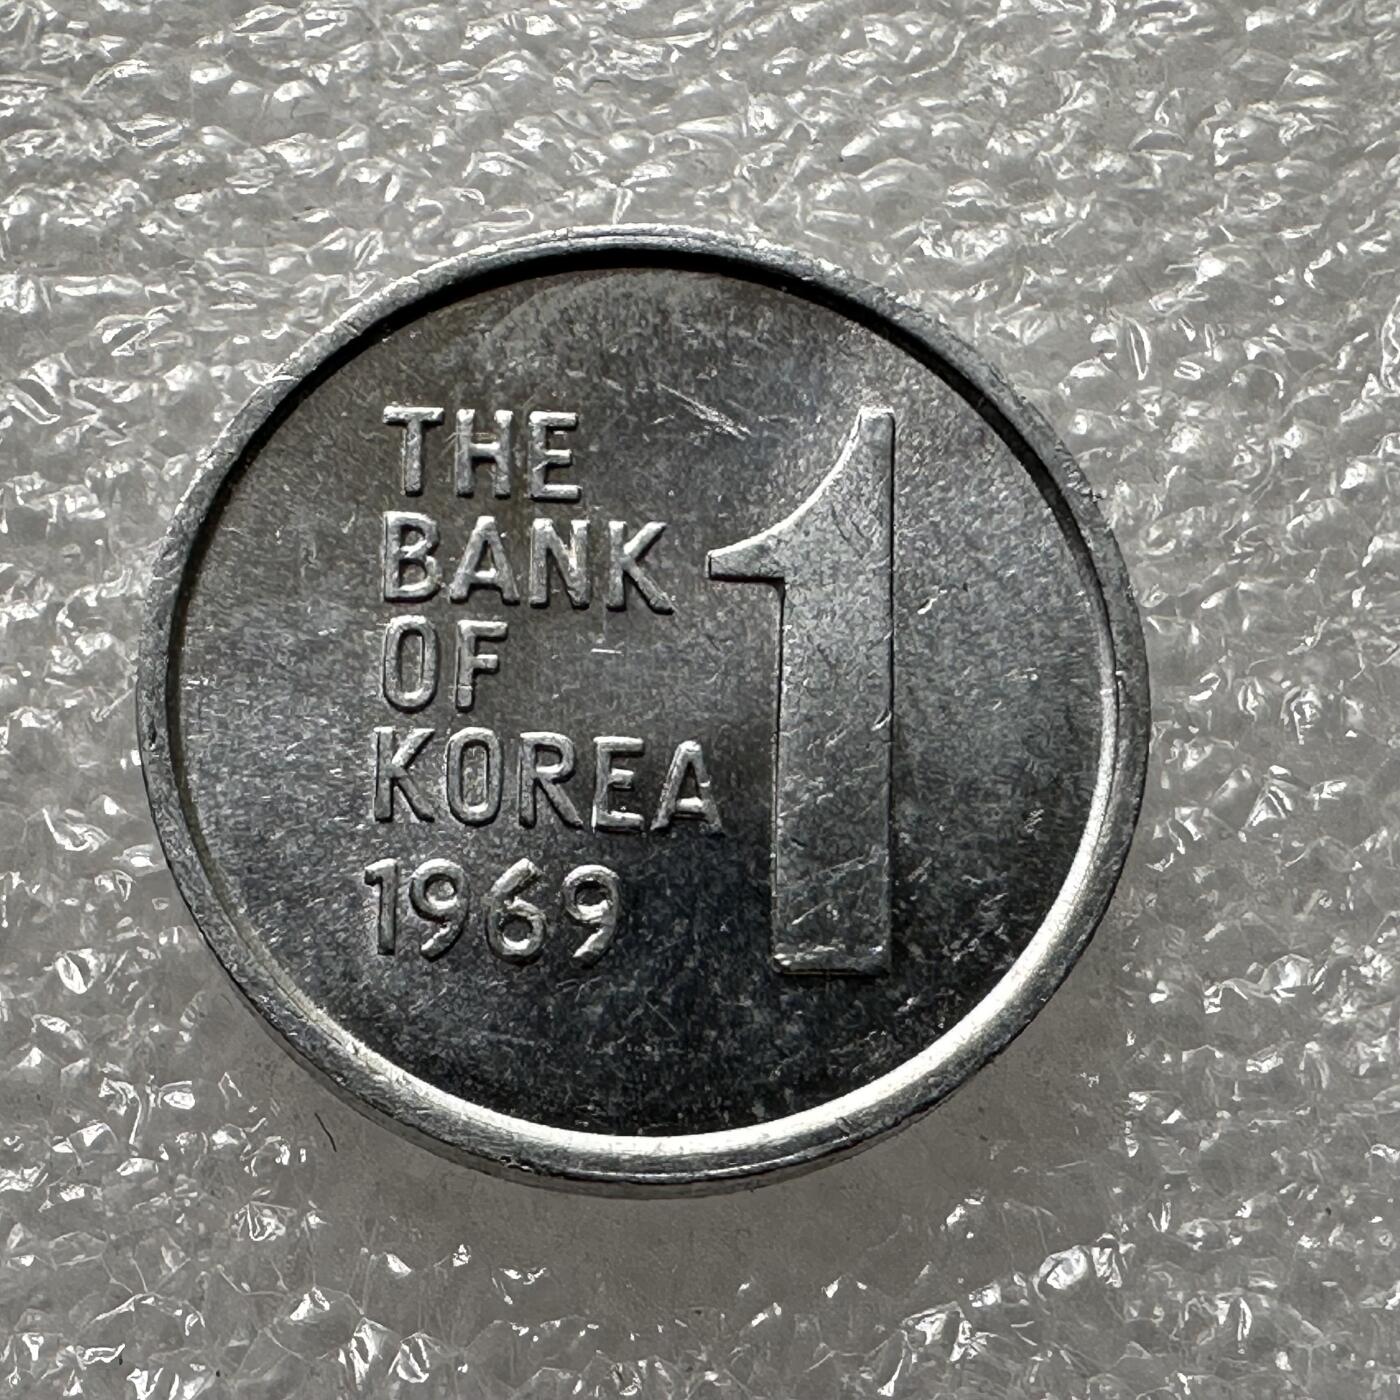 THE
BANK
OF
KOREA
1969
1